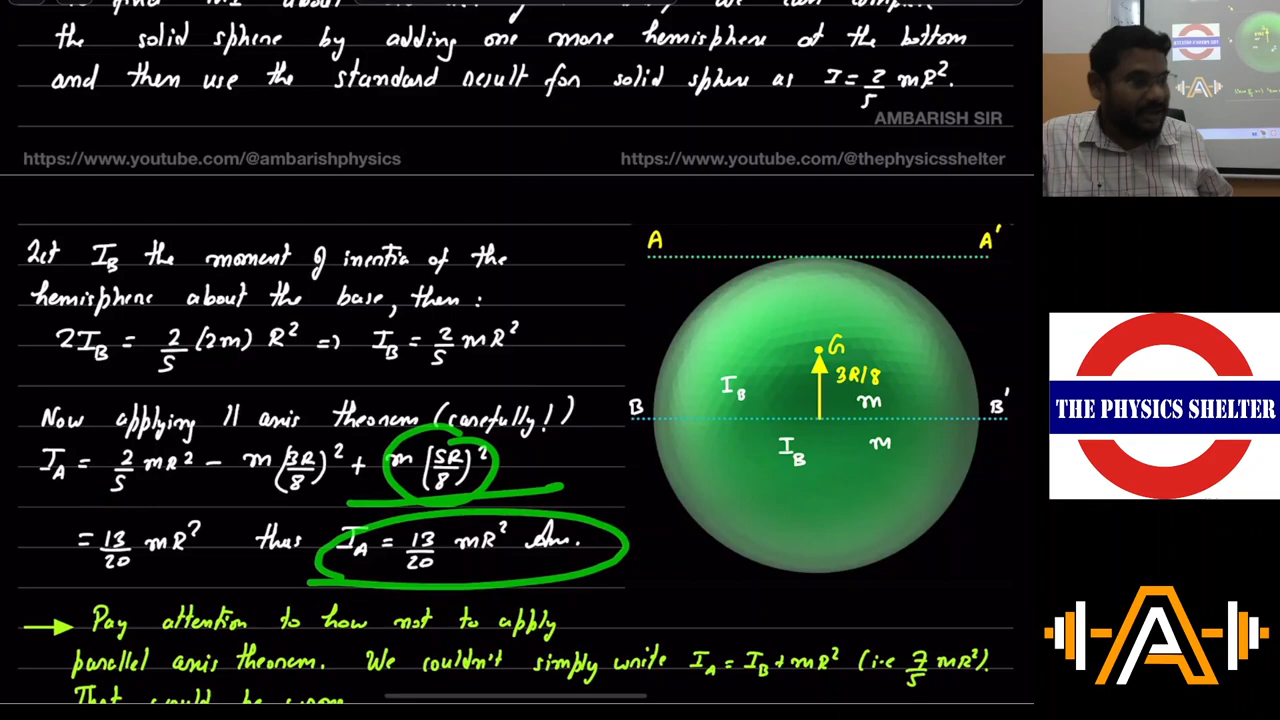 the solid sphere by adding one more hemisphere at the bottom
and then use the standard result for solid sphere as I = 2/5 mR².
AMBARISH SIR
https://www.youtube.com/@ambarishphysics
https://www.youtube.com/@thephysicsshelter
Let I_B the moment of inertia of the
hemisphere about the base, then :
2I_B = 2/5 (2m) R² => I_B = 2/5 mR²
Now applying || axis theorem (carefully!)
I_A = 2/5 mR² - m(3R/8)² + m(5R/8)²
= 13/20 mR² thus I_A = 13/20 mR² Ans.
→ Pay attention to how not to apply
parallel axis theorem. We couldn't simply write I_A = I_B + mR² (i.e 7/5 mR²).
That would be wrong
A A'
G
3R/8
I_B m
B B'
I_B m
THE PHYSICS SHELTER
A